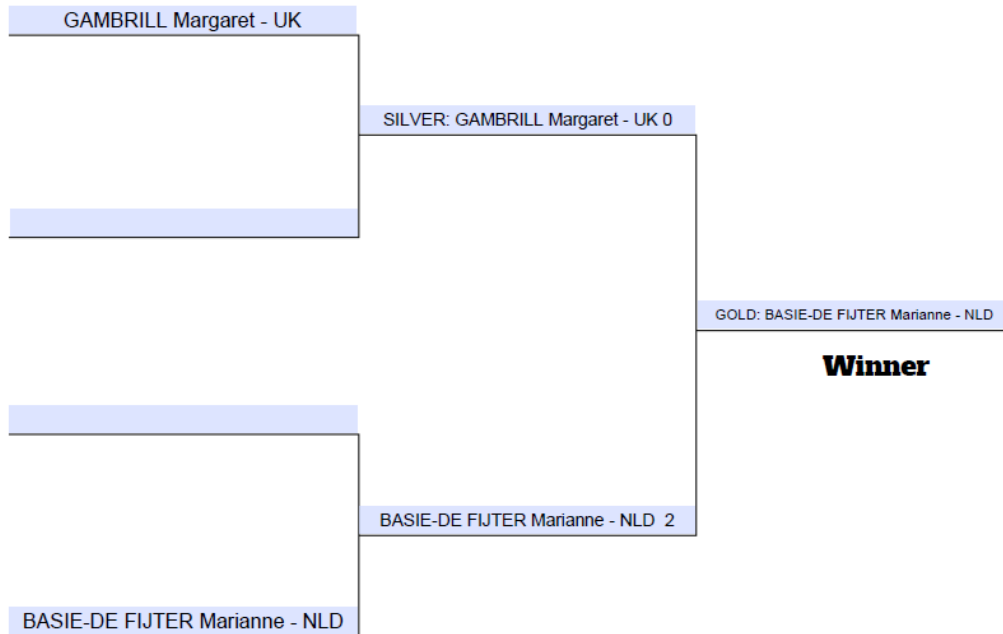 GAMBRILL Margaret - UK
SILVER: GAMBRILL Margaret - UK 0
GOLD: BASIE-DE FIJTER Marianne - NLD
Winner
BASIE-DE FIJTER Marianne - NLD 2
BASIE-DE FIJTER Marianne - NLD